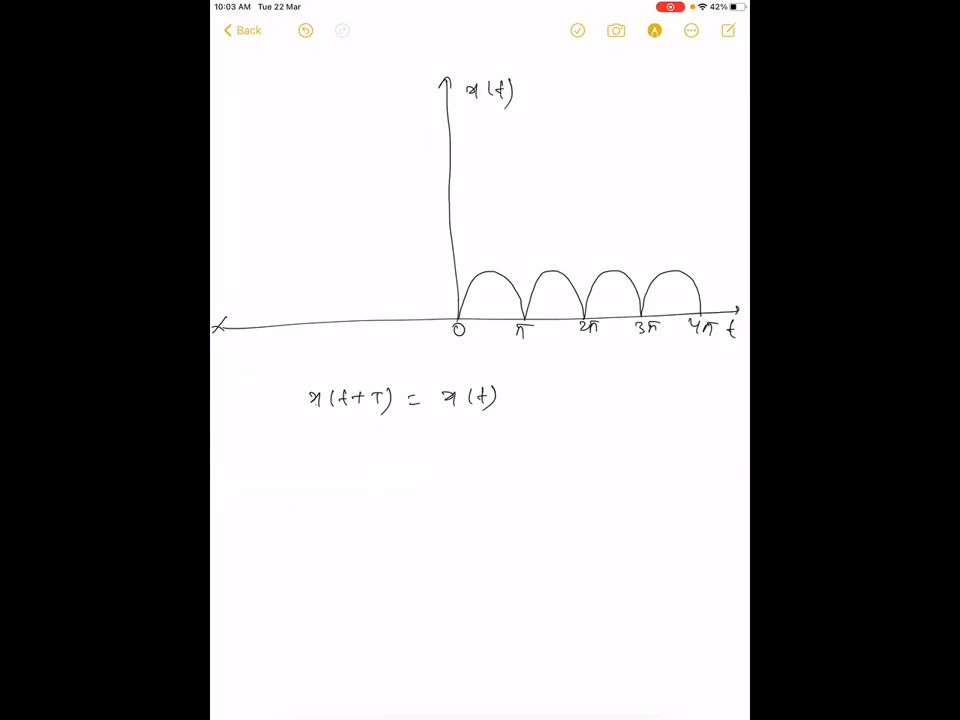 10:03 AM Tue 22 Mar 42%
Back
x(t)
0 π 2π 3π 4π t
x(t+T) = x(t)